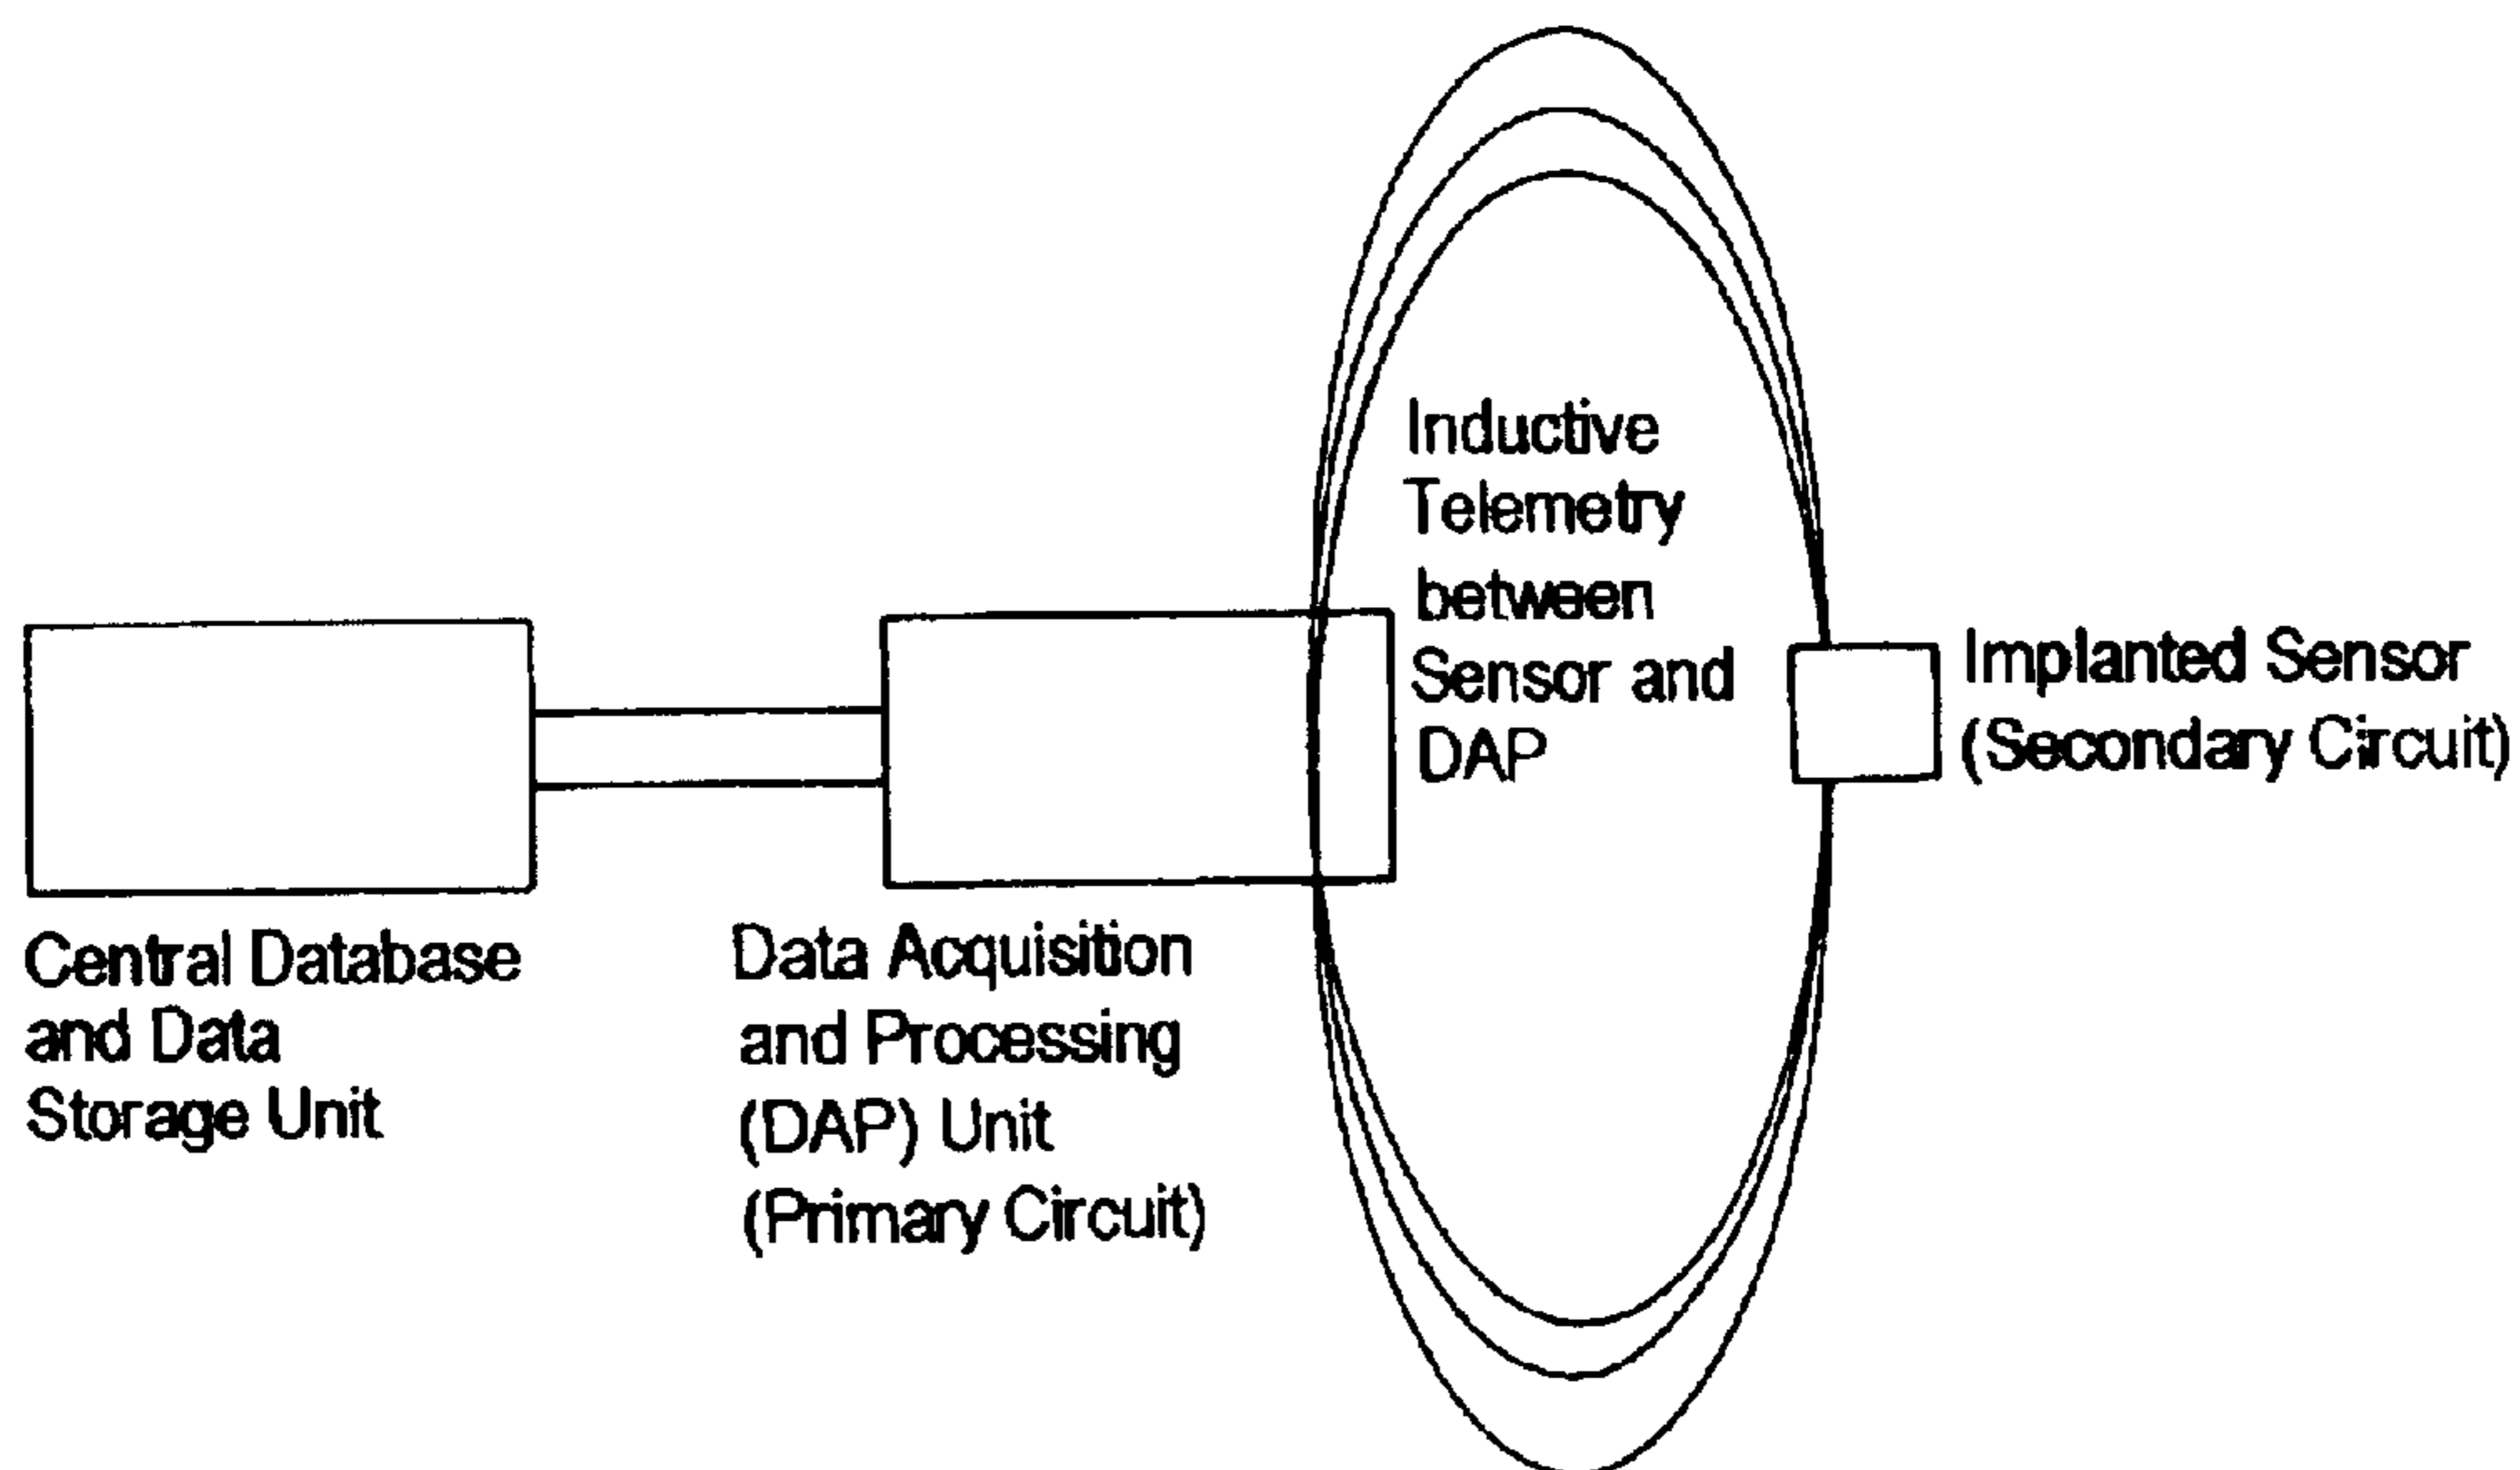 Inductive
Telemetry
between
Sensor and
DAP
Implanted Sensor
(Secondary Circuit)
Central Database
and Data
Storage Unit
Data Acquisition
and Processing
(DAP) Unit
(Primary Circuit)